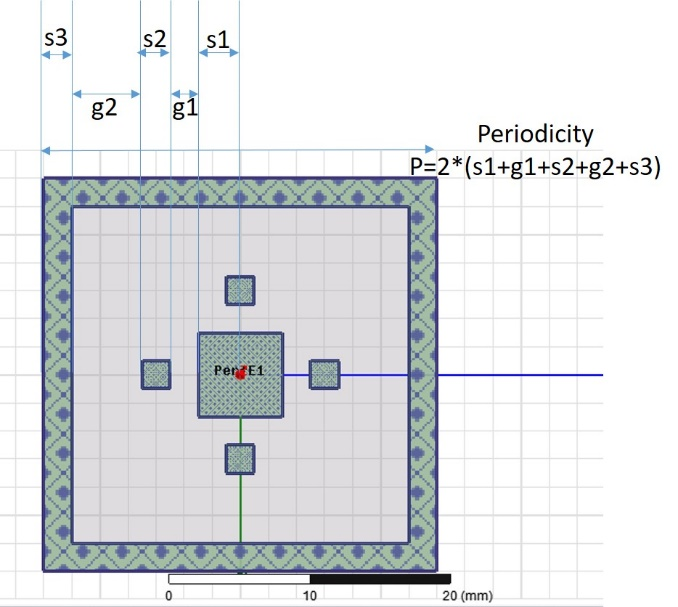 s3
s2
s1
g2
g1
Periodicity
P=2*(s1+g1+s2+g2+s3)
0
10
20 (mm)